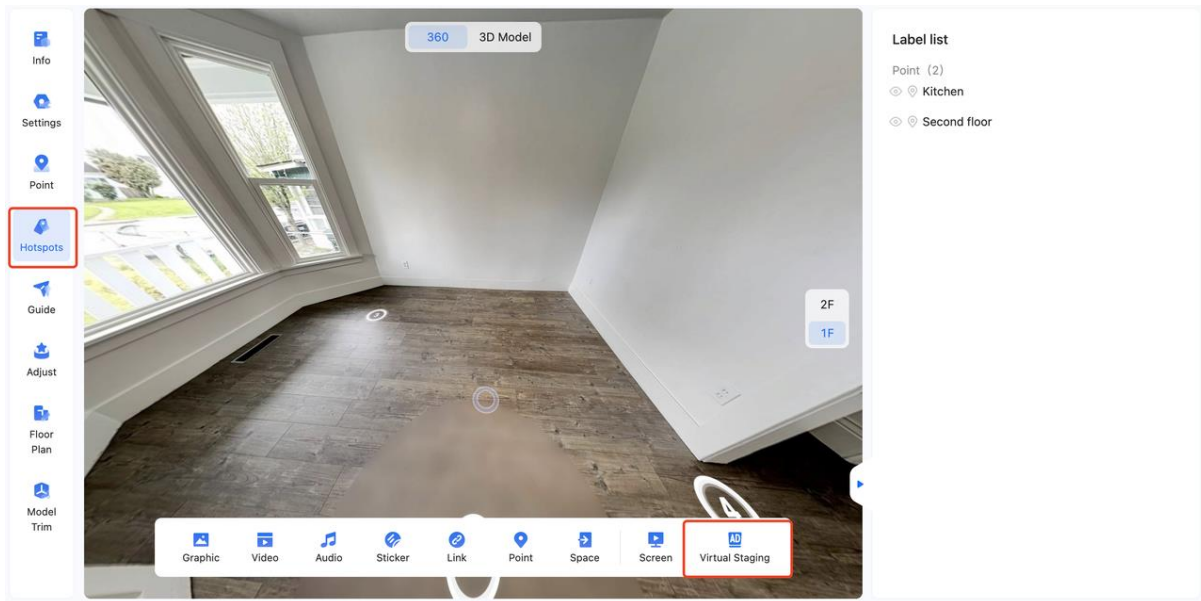 Info
Settings
Point
Hotspots
Guide
Adjust
Floor
Plan
Model
Trim
360 3D Model
2F
1F
Graphic Video Audio Sticker Link Point Space Screen Virtual Staging
AD
Label list
Point (2)
Kitchen
Second floor